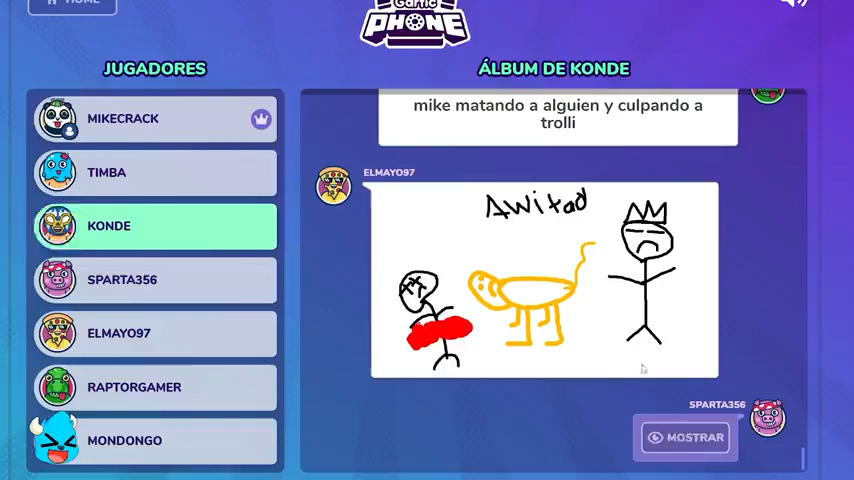 HOME
Gartic
PHONE
JUGADORES
ÁLBUM DE KONDE
MIKECRACK
TIMBA
KONDE
SPARTA356
ELMAYO97
RAPTORGAMER
MONDONGO
mike matando a alguien y culpando a
trolli
ELMAYO97
AWitad
SPARTA356
MOSTRAR